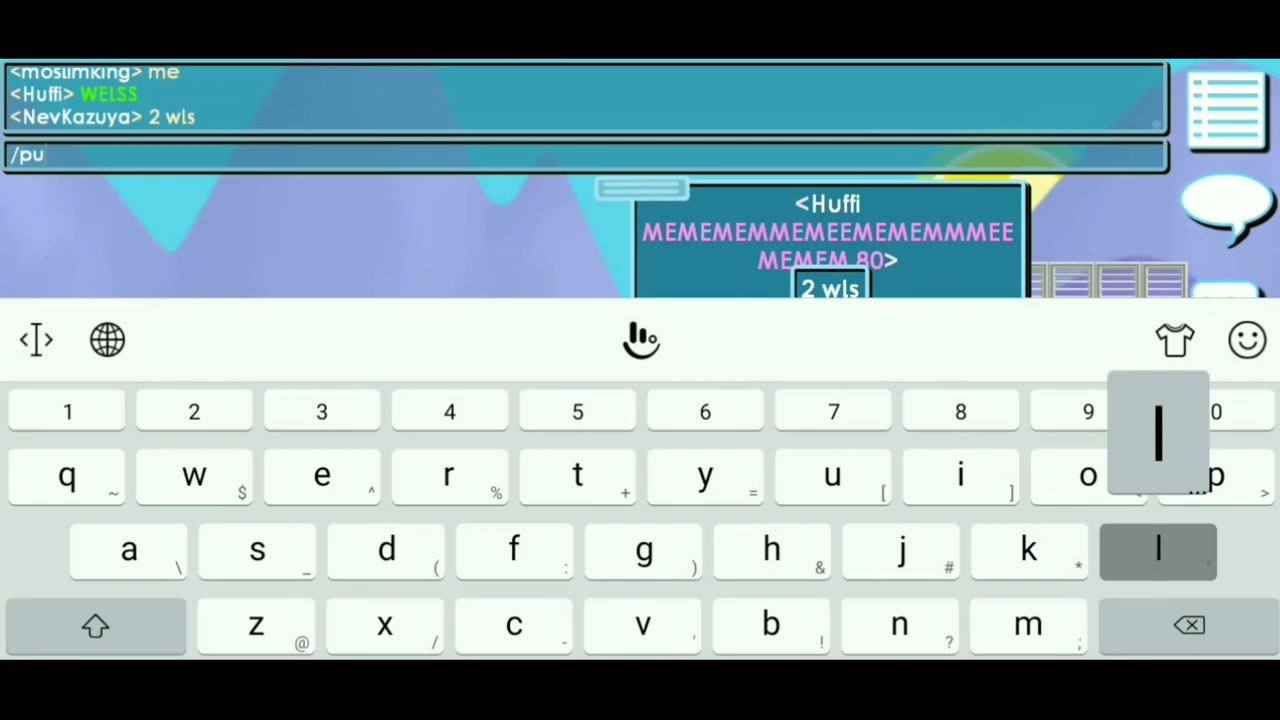 <moslimking> me
<Huffi> WELSS
<NevKazuya> 2 wls
/pu
<Huffi
MEMEMEMMEMEEMEMEMMMEE
MEMEM 80>
2 wls
1 2 3 4 5 6 7 8 9 0
l
q ~ w $ e ^ r % t + y = u [ i ] o p >
a \ s _ d ( f : g ) h & j # k * l
z @ x / c - v ' b ! n ? m ;